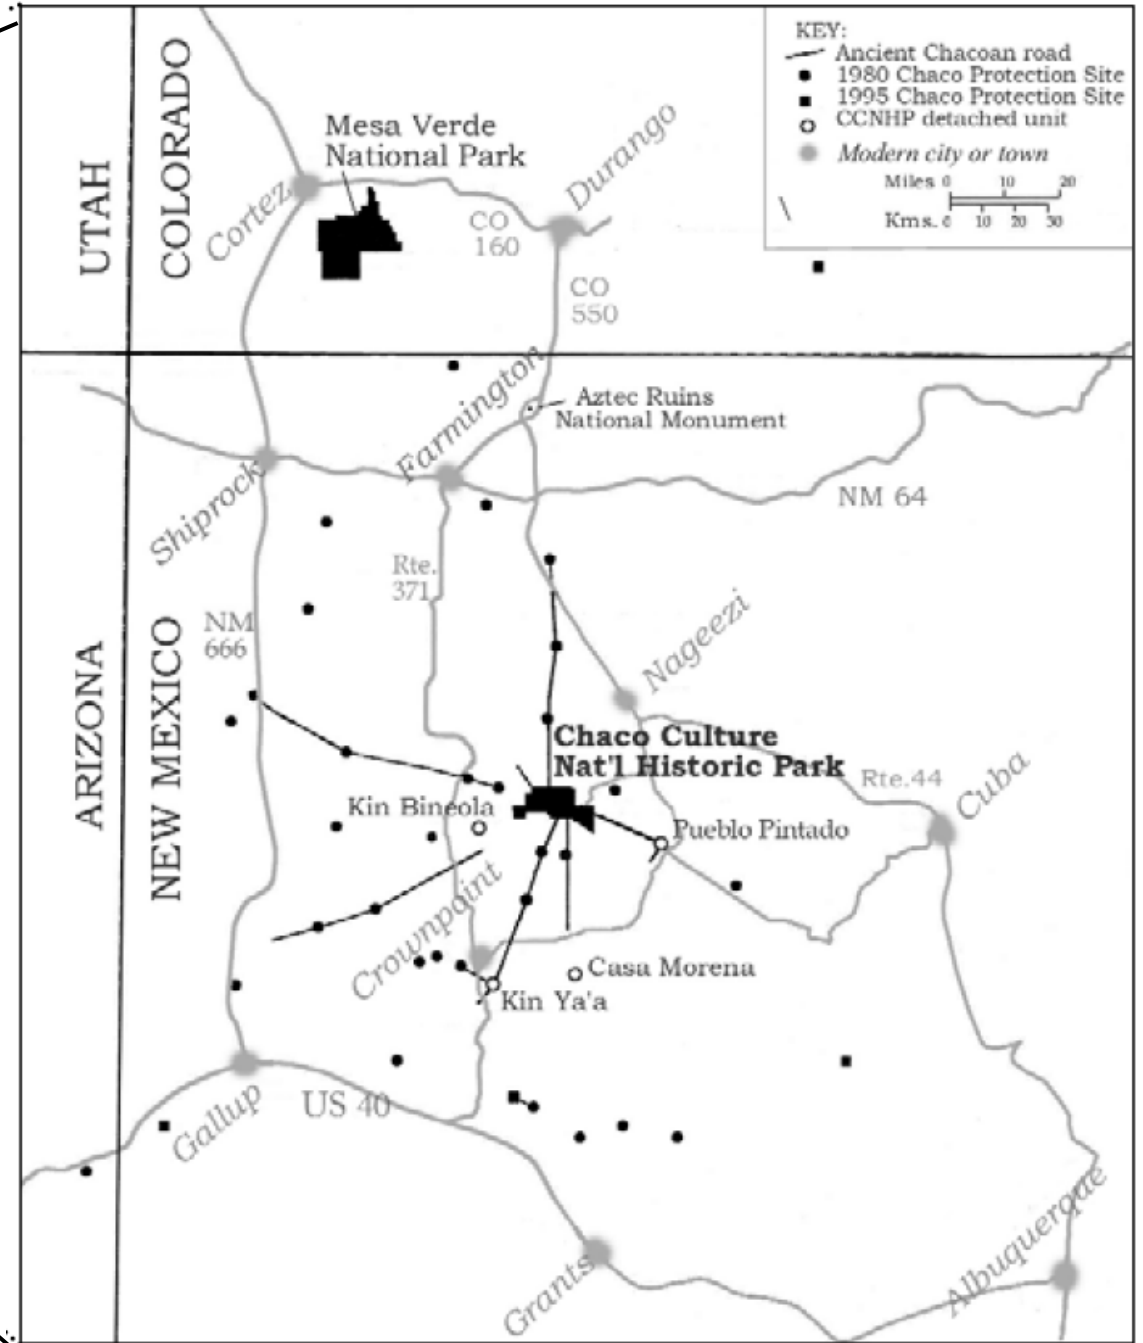 KEY:
Ancient Chacoan road
1980 Chaco Protection Site
1995 Chaco Protection Site
CCNHP detached unit
Modern city or town
Miles 0 10 20
Kms. 0 10 20 30
UTAH
COLORADO
Mesa Verde
National Park
Cortez
Durango
CO
160
CO
550
Farmington
Aztec Ruins
National Monument
Shiprock
NM 64
Rte.
371
NM
666
ARIZONA
NEW MEXICO
Nageezi
Chaco Culture
Nat'l Historic Park
Rte.44
Cuba
Kin Bineola
Pueblo Pintado
Crownpoint
Casa Morena
Kin Ya'a
Gallup
US 40
Grants
Albuquerque